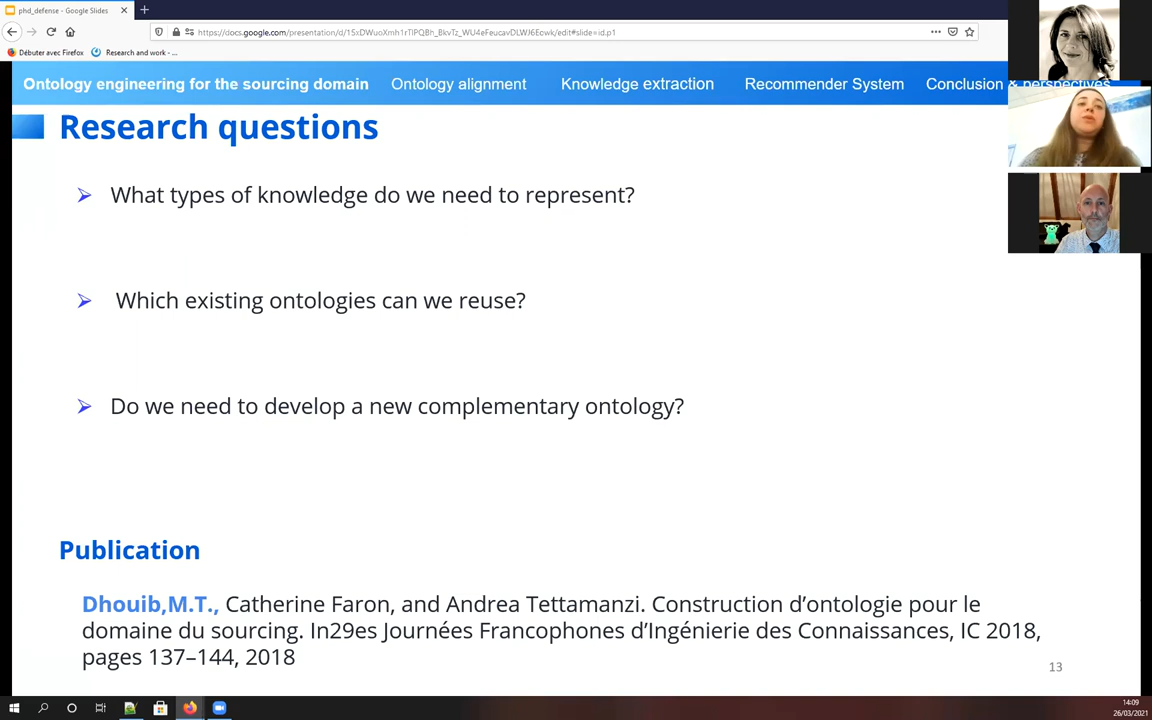 phd_defense - Google Slides
https://docs.google.com/presentation/d/15xDWuoXmh1rTlPQBh_BkvTz_WU4eFeucavDLWJ6Ecwk/edit#slide=id.p1
Débuter avec Firefox Research and work - ...
Ontology engineering for the sourcing domain Ontology alignment Knowledge extraction Recommender System Conclusion & perspectives
Research questions
What types of knowledge do we need to represent?
Which existing ontologies can we reuse?
Do we need to develop a new complementary ontology?
Publication
Dhouib,M.T., Catherine Faron, and Andrea Tettamanzi. Construction d'ontologie pour le
domaine du sourcing. In29es Journées Francophones d'Ingénierie des Connaissances, IC 2018,
pages 137–144, 2018
13
14:09
26/03/2021